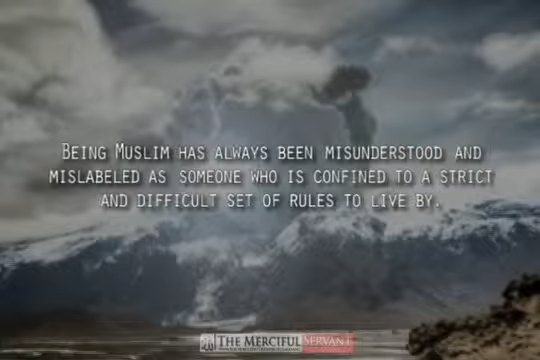 Being Muslim has always been misunderstood and
mislabeled as someone who is confined to a strict
and difficult set of rules to live by.
The Merciful Servant